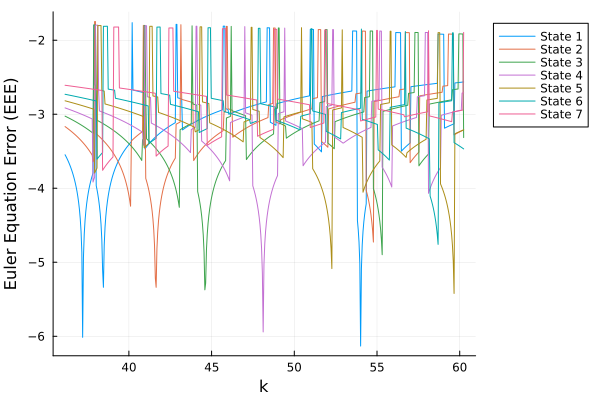 Euler Equation Error (EEE)
−2
−3
−4
−5
−6
40
45
50
55
60
k
State 1
State 2
State 3
State 4
State 5
State 6
State 7